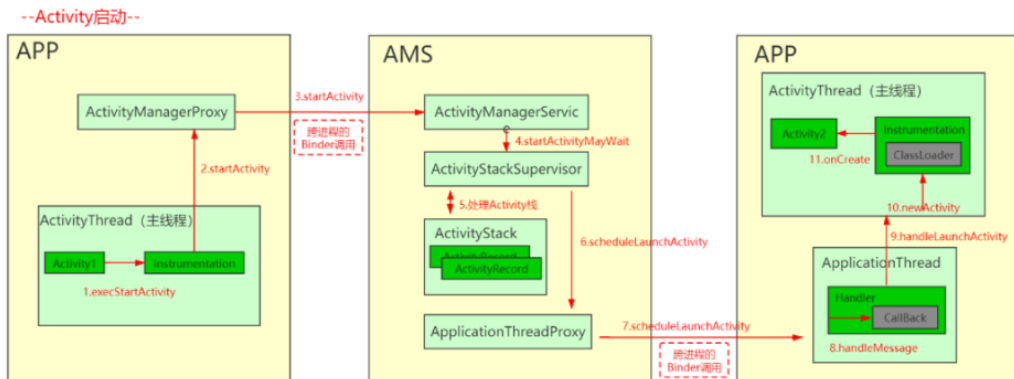 --Activity启动--
APP
ActivityManagerProxy
2.startActivity
ActivityThread（主线程）
Activity1
Instrumentation
1.execStartActivity
3.startActivity
跨进程的
Binder调用
AMS
ActivityManagerServic
e
4.startActivityMayWait
ActivityStackSupervisor
5.处理Activity栈
ActivityStack
ActivityRecord
ActivityRecord
6.scheduleLaunchActivity
ApplicationThreadProxy
7.scheduleLaunchActivity
跨进程的
Binder调用
APP
ActivityThread（主线程）
Activity2
Instrumentation
ClassLoader
11.onCreate
10.newActivity
9.handleLaunchActivity
ApplicationThread
Handler
CallBack
8.handleMessage